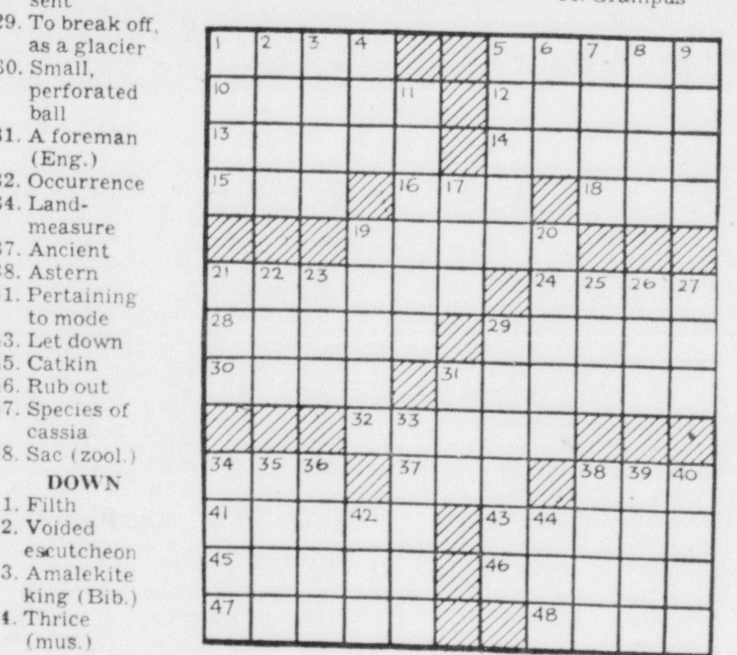 sent
29. To break off,
as a glacier
30. Small,
perforated
ball
31. A foreman
(Eng.)
32. Occurrence
34. Land-
measure
37. Ancient
38. Astern
41. Pertaining
to mode
43. Let down
45. Catkin
46. Rub out
47. Species of
cassia
48. Sac (zool.)
DOWN
1. Filth
2. Voided
escutcheon
3. Amalekite
king (Bib.)
4. Thrice
(mus.)
Grumpus
1 2 3 4 5 6 7 8 9
10 11 12
13 14
15 16 17 18
19 20
21 22 23 24 25 26 27
28 29
30 31
32 33
34 35 36 37 38 39 40
41 42 43 44
45 46
47 48